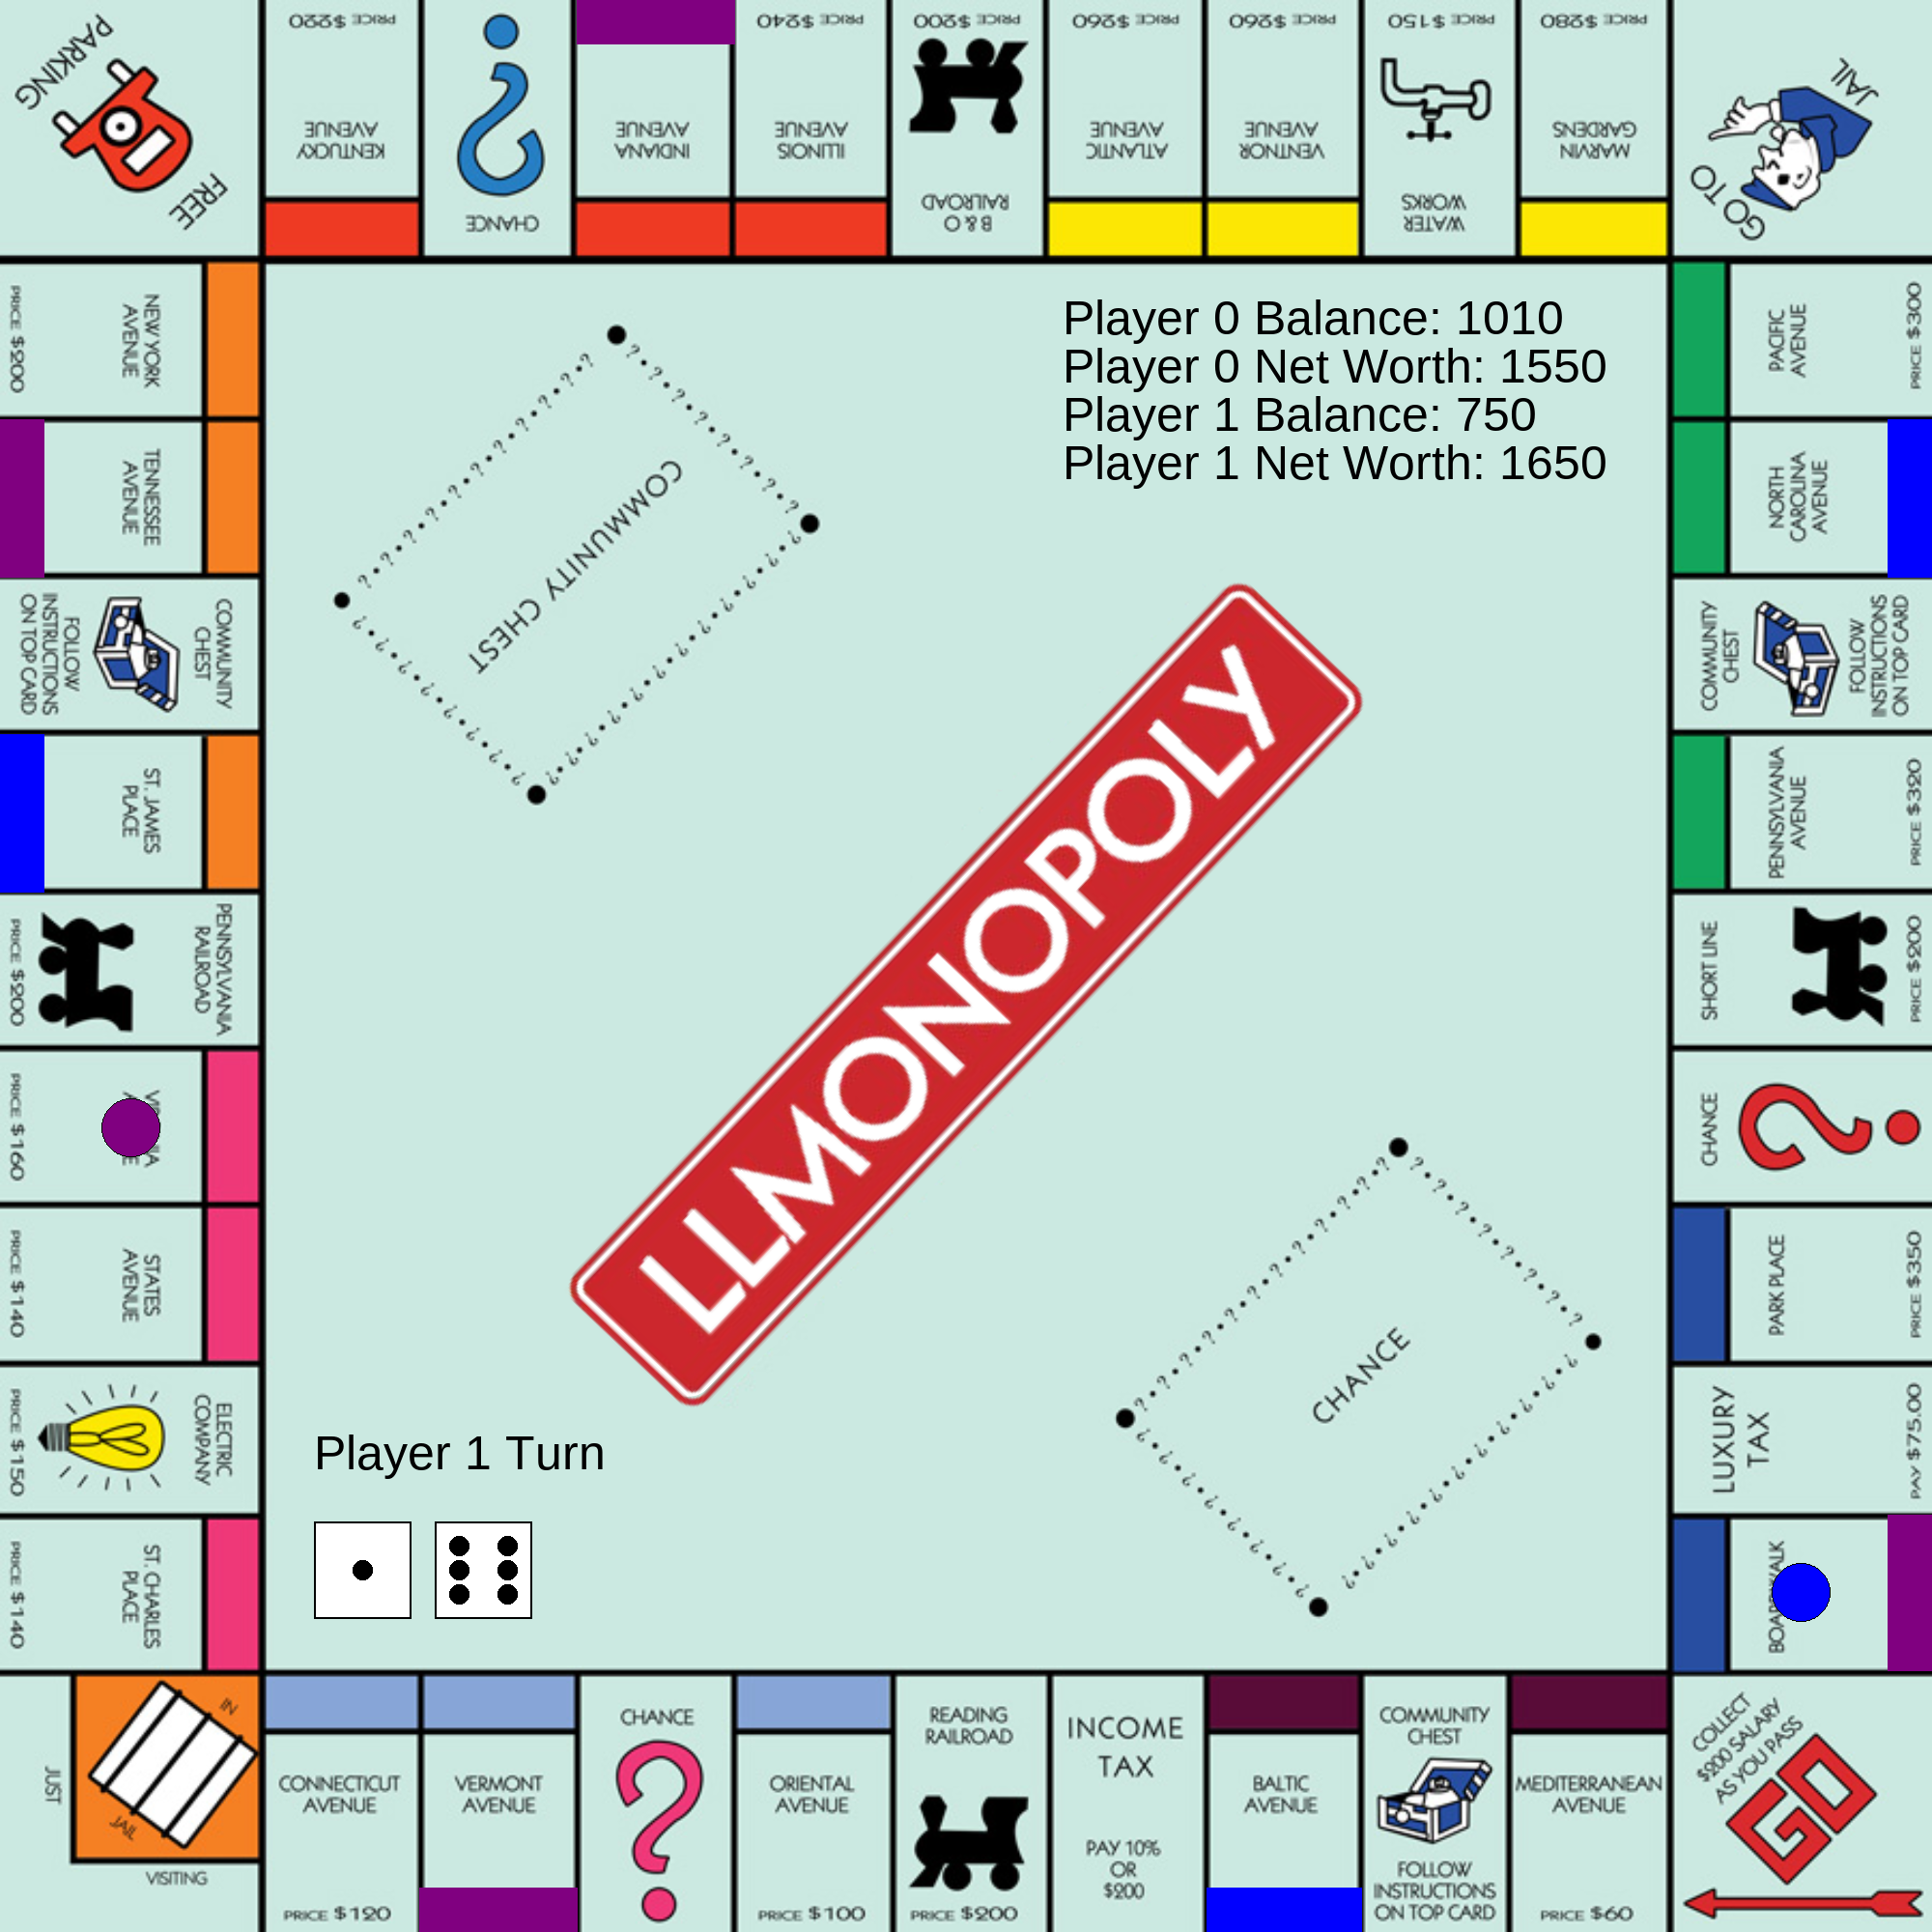 PARKING
FREE
PRICE $220
KENTUCKY
AVENUE
CHANCE
INDIANA
AVENUE
PRICE $240
ILLINOIS
AVENUE
PRICE $200
B & O
RAILROAD
PRICE $260
ATLANTIC
AVENUE
PRICE $260
VENTNOR
AVENUE
PRICE $150
WATER
WORKS
PRICE $280
MARVIN
GARDENS
GO TO
JAIL
NEW YORK
AVENUE
PRICE $200
TENNESSEE
AVENUE
COMMUNITY
CHEST
FOLLOW
INSTRUCTIONS
ON TOP CARD
ST. JAMES
PLACE
PENNSYLVANIA
RAILROAD
PRICE $200
PRICE $160
STATES
AVENUE
PRICE $140
ELECTRIC
COMPANY
PRICE $150
ST. CHARLES
PLACE
PRICE $140
Player 0 Balance: 1010
Player 0 Net Worth: 1550
Player 1 Balance: 750
Player 1 Net Worth: 1650
COMMUNITY CHEST
LLMONOPOLY
CHANCE
Player 1 Turn
PACIFIC
AVENUE
PRICE $300
NORTH
CAROLINA
AVENUE
COMMUNITY
CHEST
FOLLOW
INSTRUCTIONS
ON TOP CARD
PENNSYLVANIA
AVENUE
PRICE $320
SHORT LINE
PRICE $200
CHANCE
PARK PLACE
PRICE $350
LUXURY
TAX
PAY $75.00
IN
JAIL
JUST
VISITING
CONNECTICUT
AVENUE
PRICE $120
VERMONT
AVENUE
CHANCE
ORIENTAL
AVENUE
PRICE $100
READING
RAILROAD
PRICE $200
INCOME
TAX
PAY 10%
OR
$200
BALTIC
AVENUE
COMMUNITY
CHEST
FOLLOW
INSTRUCTIONS
ON TOP CARD
MEDITERRANEAN
AVENUE
PRICE $60
COLLECT
$200 SALARY
AS YOU PASS
GO